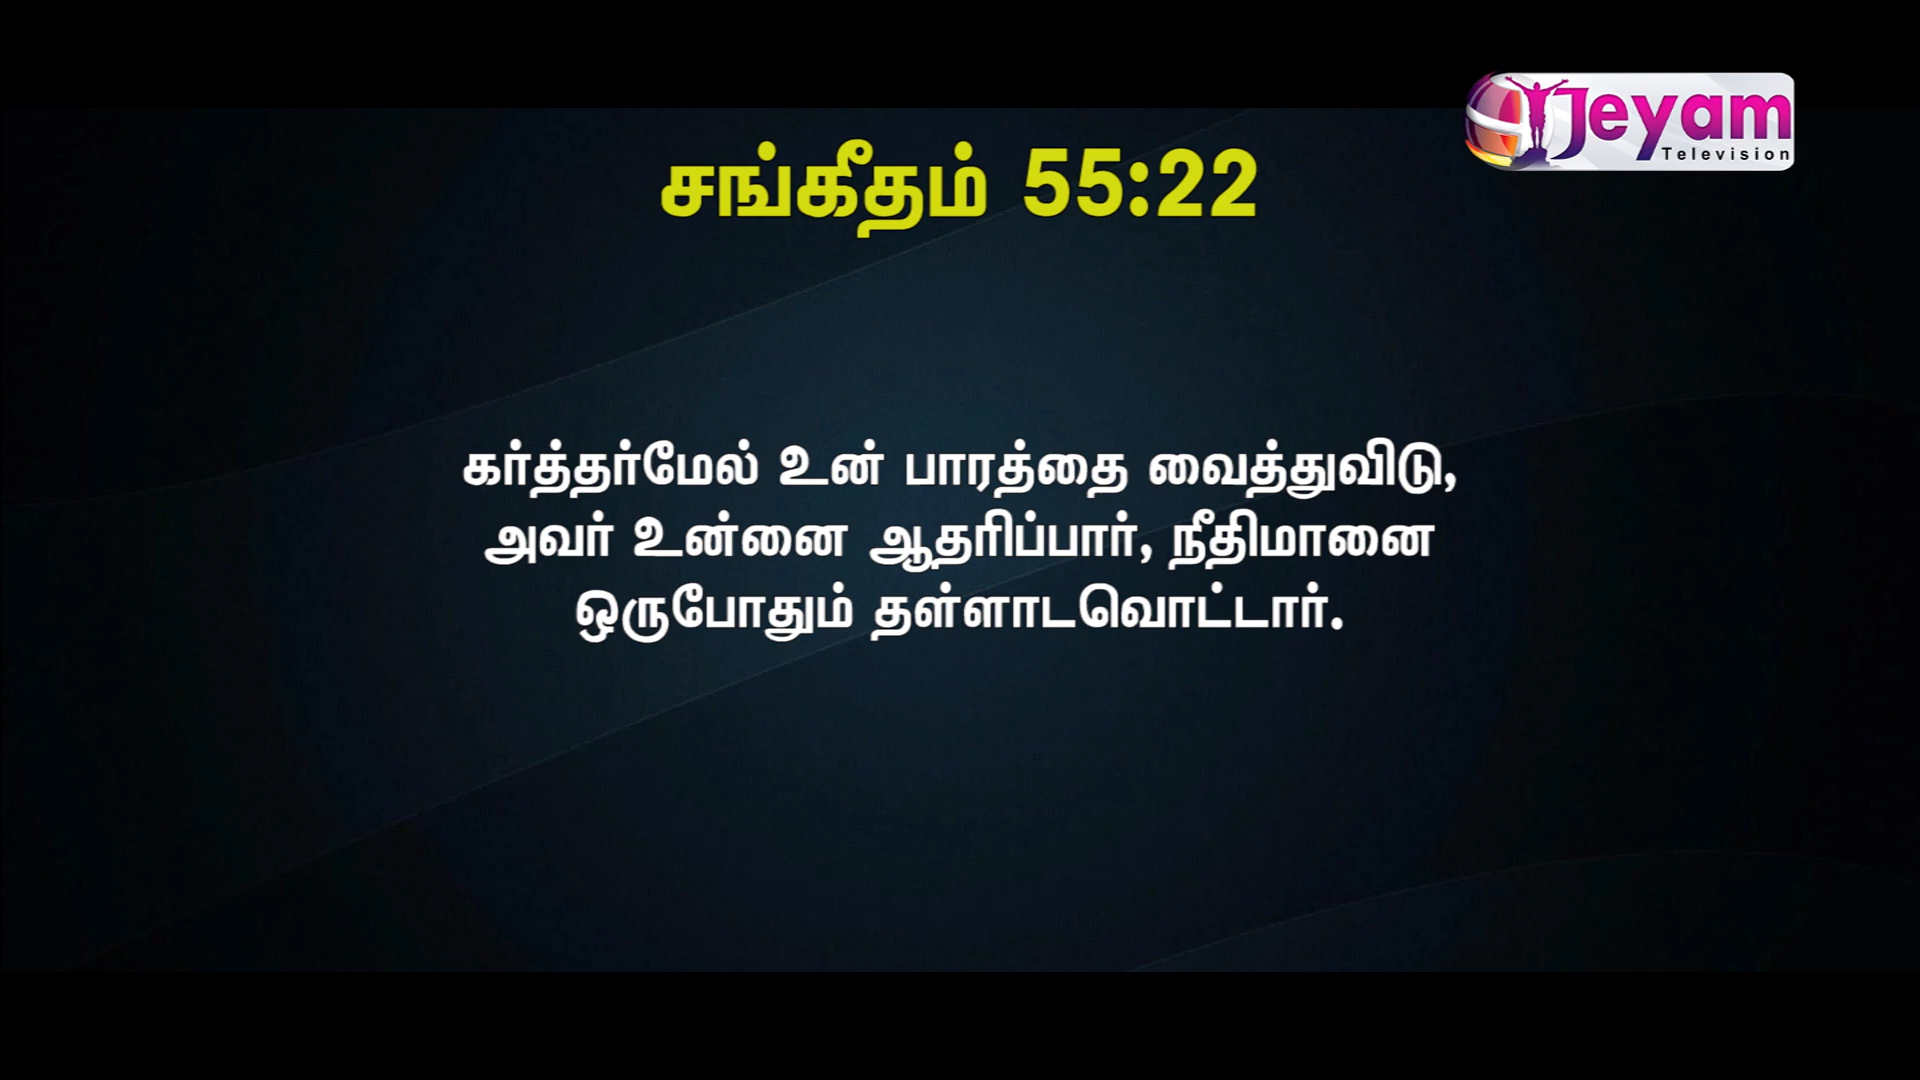 Jeyam
Television
சங்கீதம் 55:22
கர்த்தர்மேல் உன் பாரத்தை வைத்துவிடு,
அவர் உன்னை ஆதரிப்பார், நீதிமானை
ஒருபோதும் தள்ளாடவொட்டார்.